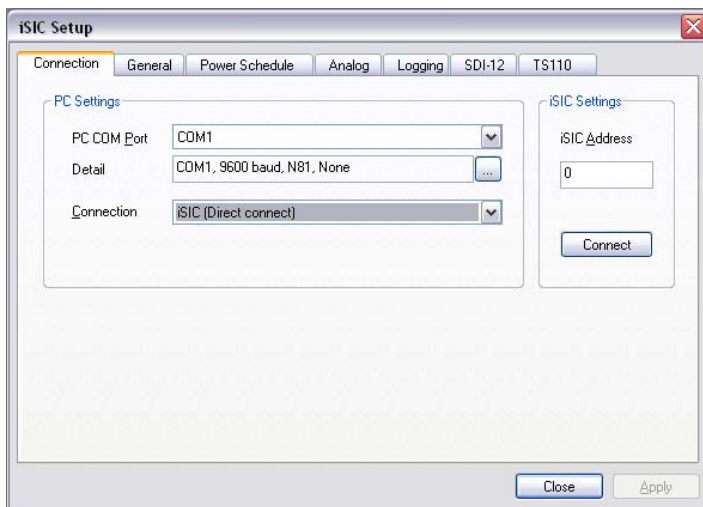 iSIC Setup
Connection General Power Schedule Analog Logging SDI-12 TS110
PC Settings
PC COM Port COM1
Detail COM1, 9600 baud, N81, None ...
Connection iSIC (Direct connect)
iSIC Settings
iSIC Address
0
Connect
Close Apply